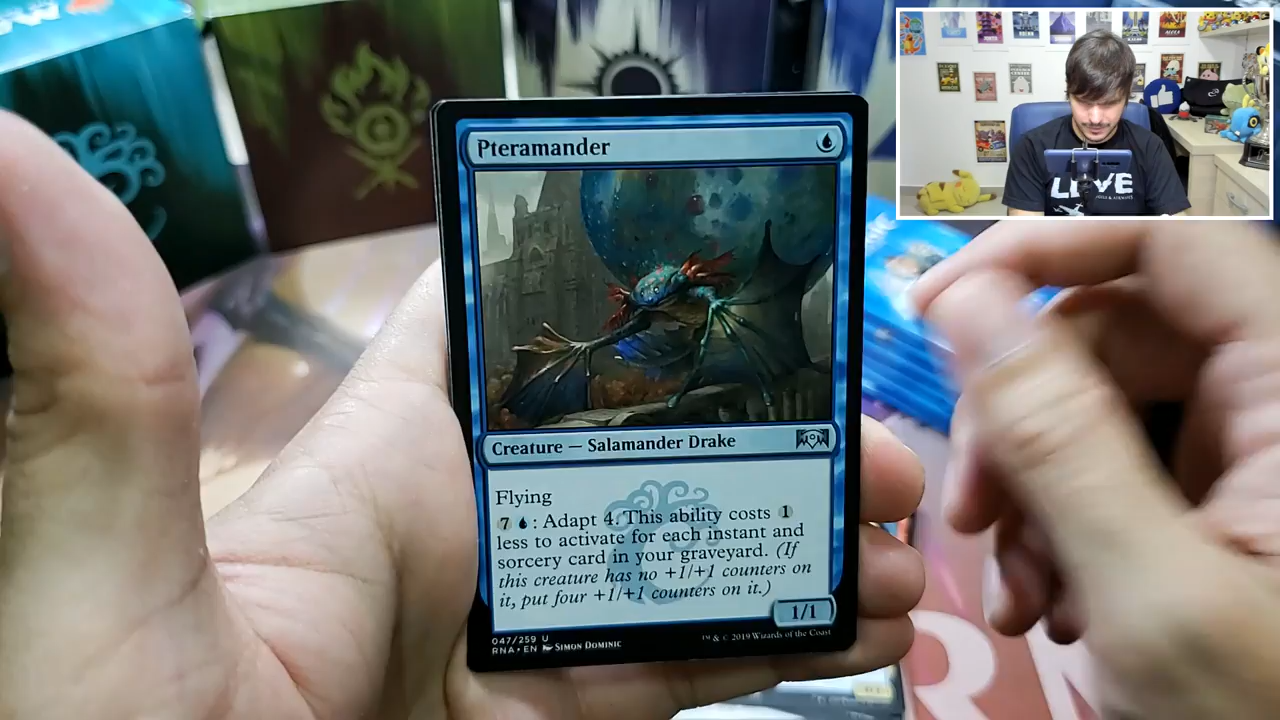 Pteramander
Creature — Salamander Drake
Flying
7 : Adapt 4. This ability costs 1
less to activate for each instant and
sorcery card in your graveyard. (If
this creature has no +1/+1 counters on
it, put four +1/+1 counters on it.)
1/1
047/259 U
RNA • EN Simon Dominic
™ & © 2019 Wizards of the Coast
LOVE